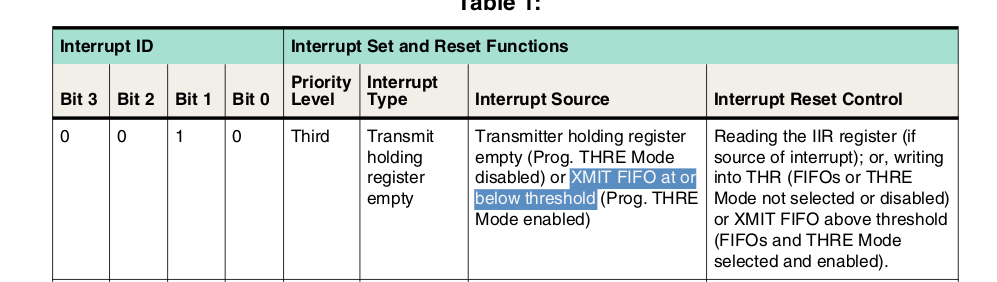 Table 1:
Interrupt ID
Interrupt Set and Reset Functions
Bit 3
Bit 2
Bit 1
Bit 0
Priority
Level
Interrupt
Type
Interrupt Source
Interrupt Reset Control
0
0
1
0
Third
Transmit
holding
register
empty
Transmitter holding register
empty (Prog. THRE Mode
disabled) or XMIT FIFO at or
below threshold (Prog. THRE
Mode enabled)
Reading the IIR register (if
source of interrupt); or, writing
into THR (FIFOs or THRE
Mode not selected or disabled)
or XMIT FIFO above threshold
(FIFOs and THRE Mode
selected and enabled).